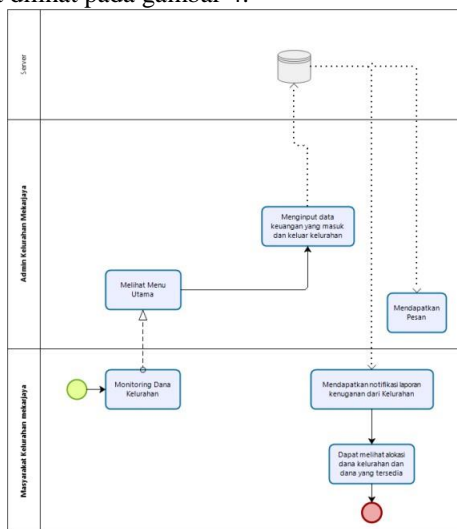 dilihat pada gambar 4.
Server
Admin Kelurahan Mekarjaya
Menginput data
keuangan yang masuk
dan keluar kelurahan
Melihat Menu
Utama
Mendapatkan
Pesan
Masyarakat Kelurahan mekarjaya
Monitoring Dana
Kelurahan
Mendapatkan notifikasi laporan
kenuganan dari Kelurahan
Dapat melihat alokasi
dana kelurahan dan
dana yang tersedia